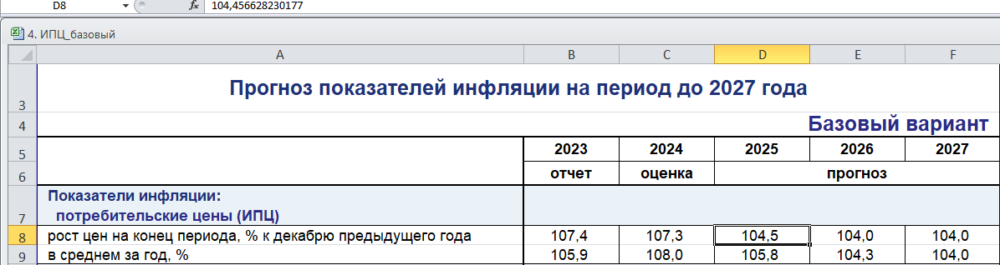 D8 fx 104,456628230177
4. ИПЦ_базовый
A B C D E F
3 Прогноз показателей инфляции на период до 2027 года
4 Базовый вариант
5 2023 2024 2025 2026 2027
6 отчет оценка прогноз
Показатели инфляции:
7 потребительские цены (ИПЦ)
8 рост цен на конец периода, % к декабрю предыдущего года 107,4 107,3 104,5 104,0 104,0
9 в среднем за год, % 105,9 108,0 105,8 104,3 104,0